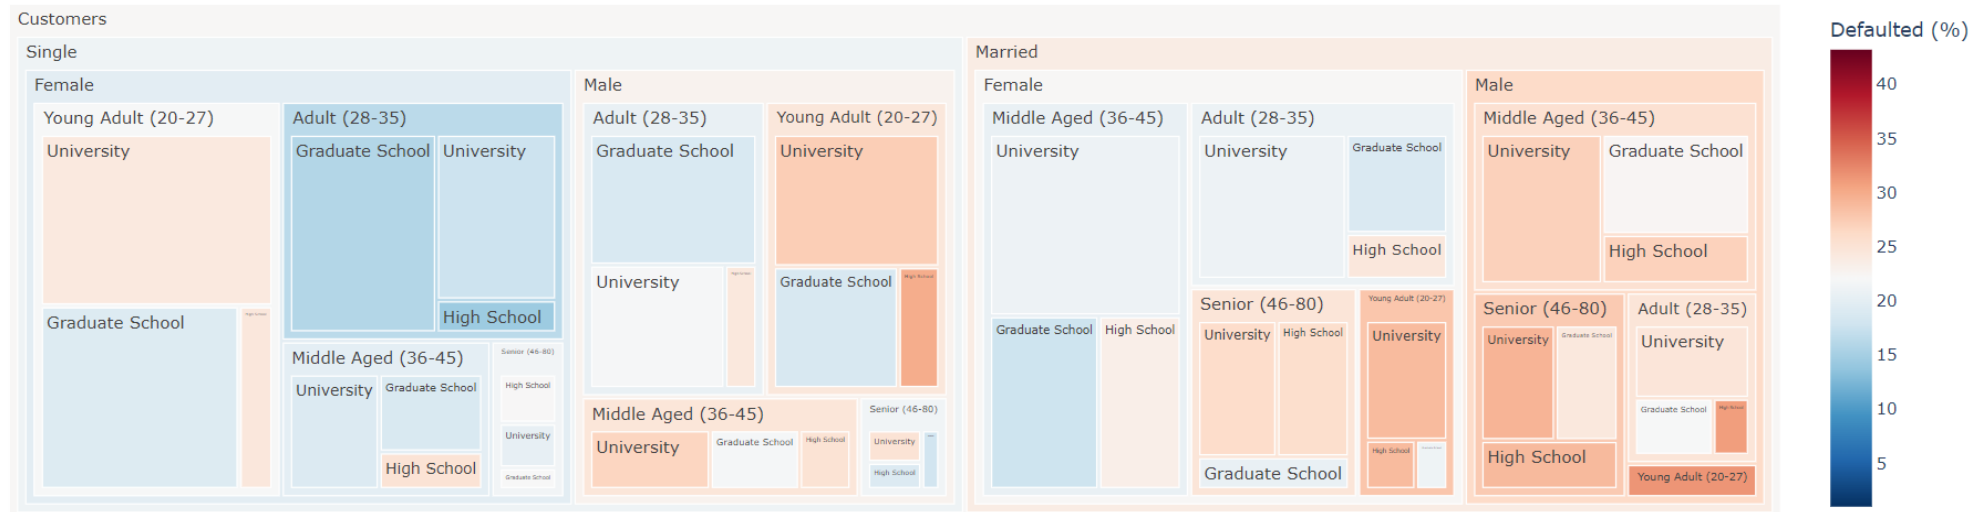 Customers
Single
Female
Young Adult (20-27)
University
Graduate School
High School
Adult (28-35)
Graduate School
University
High School
Middle Aged (36-45)
University
Graduate School
High School
Senior (46-80)
High School
University
Graduate School
Male
Adult (28-35)
Graduate School
University
High School
Young Adult (20-27)
University
Graduate School
High School
Middle Aged (36-45)
University
Graduate School
High School
Senior (46-80)
University
High School
Married
Female
Middle Aged (36-45)
University
Graduate School
High School
Adult (28-35)
University
Graduate School
High School
Senior (46-80)
University
High School
Graduate School
Young Adult (20-27)
University
High School
Male
Middle Aged (36-45)
University
Graduate School
High School
Senior (46-80)
University
Graduate School
High School
Adult (28-35)
University
Graduate School
High School
Young Adult (20-27)
Defaulted (%)
40
35
30
25
20
15
10
5